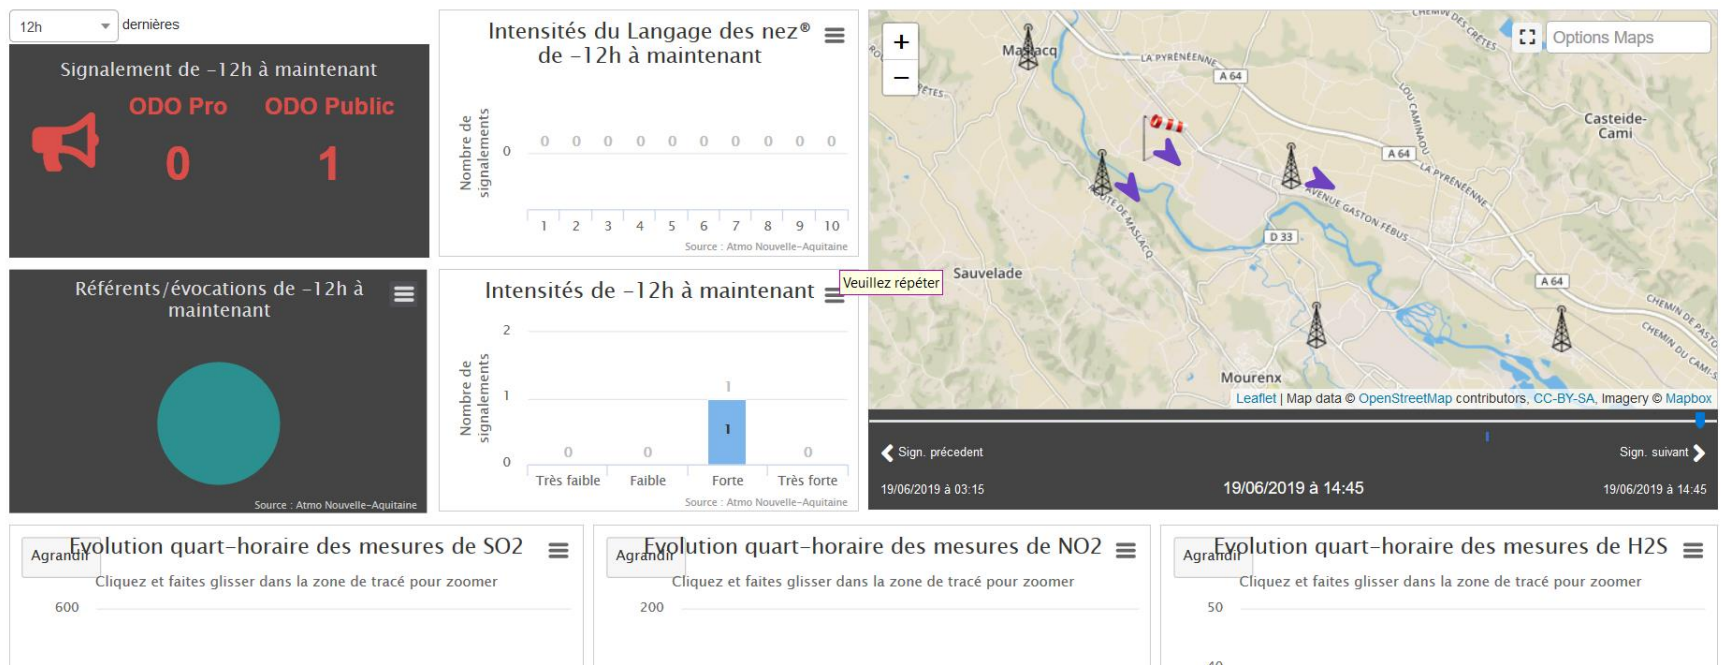 12h
dernières
Signalement de −12h à maintenant
ODO Pro
ODO Public
0
1
Intensités du Langage des nez®
de −12h à maintenant
Nombre de
signalements
0
0 0 0 0 0 0 0 0 0 0
1 2 3 4 5 6 7 8 9 10
Source : Atmo Nouvelle−Aquitaine
+
−
Options Maps
CHEMIN DES CRÊTES
Maslacq
LA PYRÉNÉENNE
A 64
LOU CAMINAOU
Casteide-
Cami
A 64
LA PYRÉNÉENNE
AVENUE GASTON FÉBUS
ROUTE DE MASLACQ
D 33
Sauvelade
A 64
Mourenx
Leaflet | Map data © OpenStreetMap contributors, CC-BY-SA, Imagery © Mapbox
Référents/évocations de −12h à
maintenant
Source : Atmo Nouvelle−Aquitaine
Intensités de −12h à maintenant
Veuillez répéter
Nombre de
signalements
2
1
0
0 0 1 0
1
Très faible Faible Forte Très forte
Source : Atmo Nouvelle−Aquitaine
Sign. précedent
Sign. suivant
19/06/2019 à 03:15
19/06/2019 à 14:45
19/06/2019 à 14:45
Agrandir
Evolution quart−horaire des mesures de SO2
Cliquez et faites glisser dans la zone de tracé pour zoomer
600
Agrandir
Evolution quart−horaire des mesures de NO2
Cliquez et faites glisser dans la zone de tracé pour zoomer
200
Agrandir
Evolution quart−horaire des mesures de H2S
Cliquez et faites glisser dans la zone de tracé pour zoomer
50
40